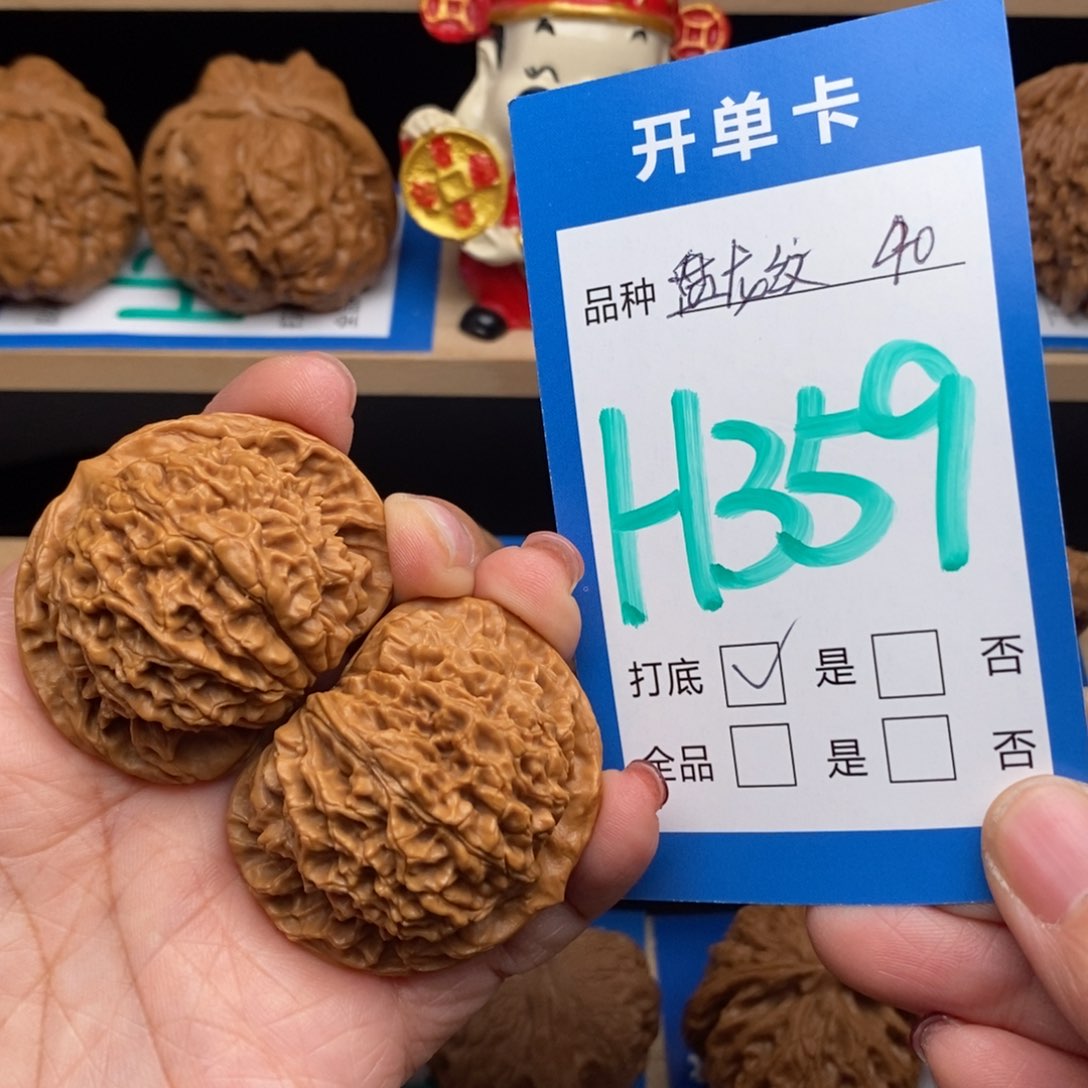 开单卡
品种 盘龙纹 40
H359
打底 ✓ 是 否
全品 是 否